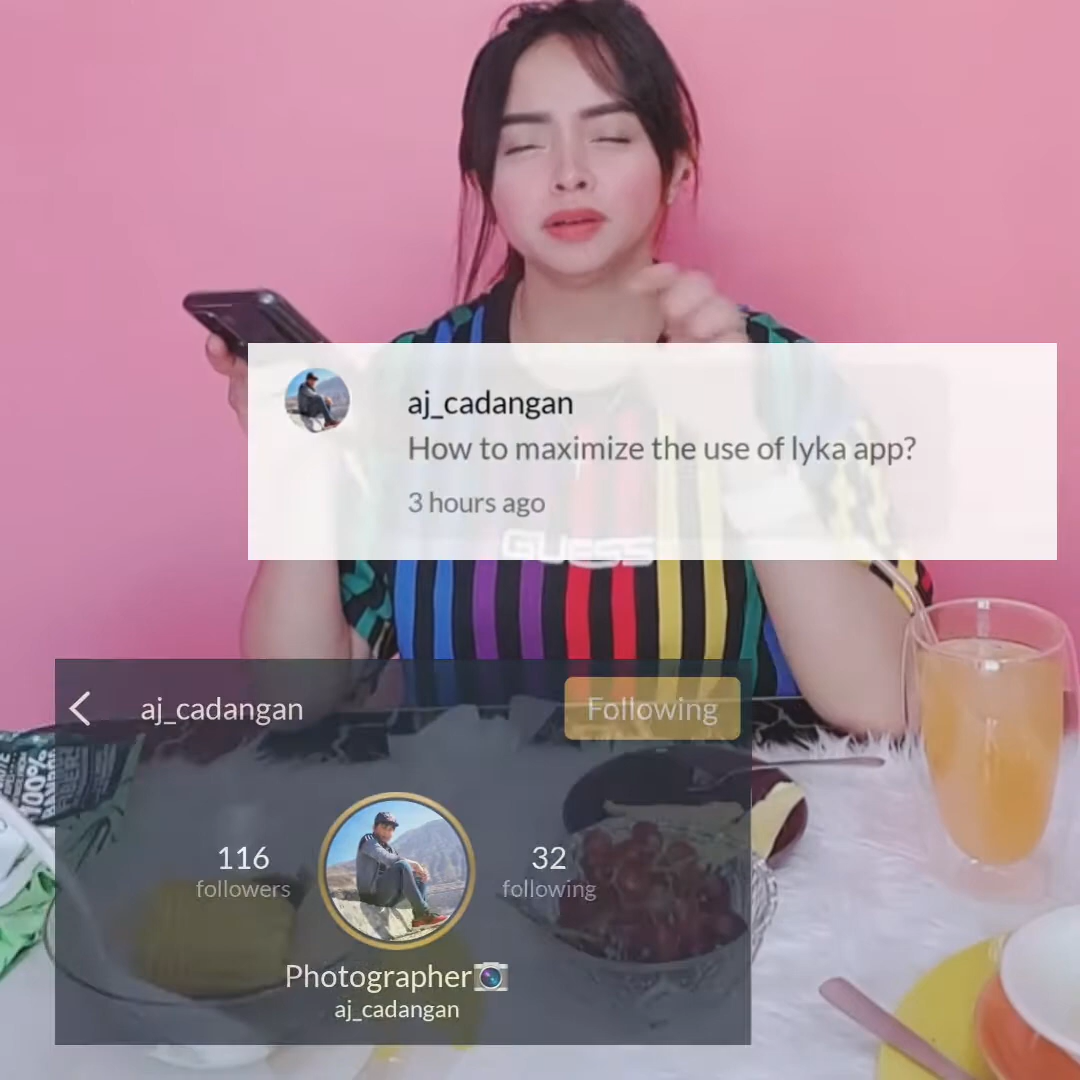 aj_cadangan
How to maximize the use of lyka app?
3 hours ago
GUESS
aj_cadangan
Following
100%
116
followers
32
following
Photographer
aj_cadangan